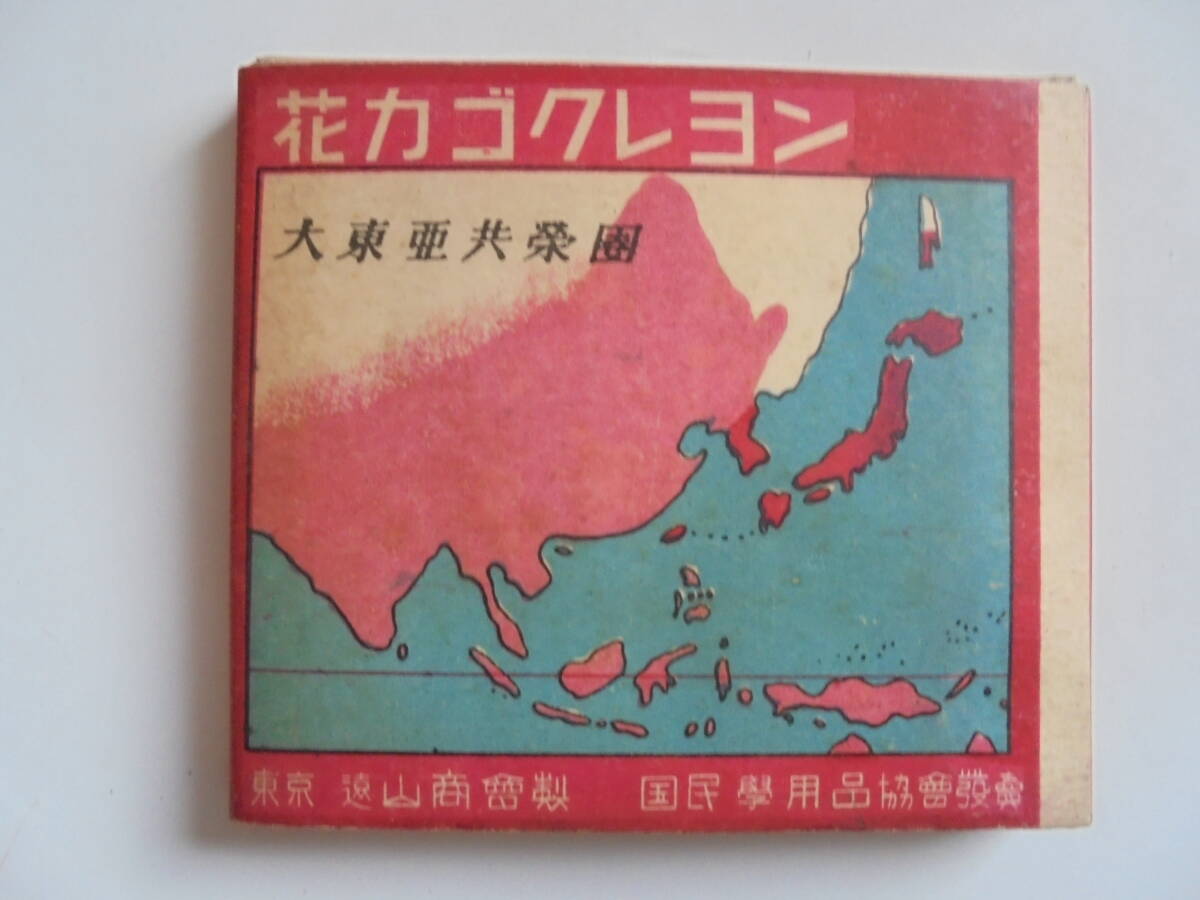 花カゴクレヨン
大東亜共榮圏
東京 遠山商會製 国民學用品協會發賣